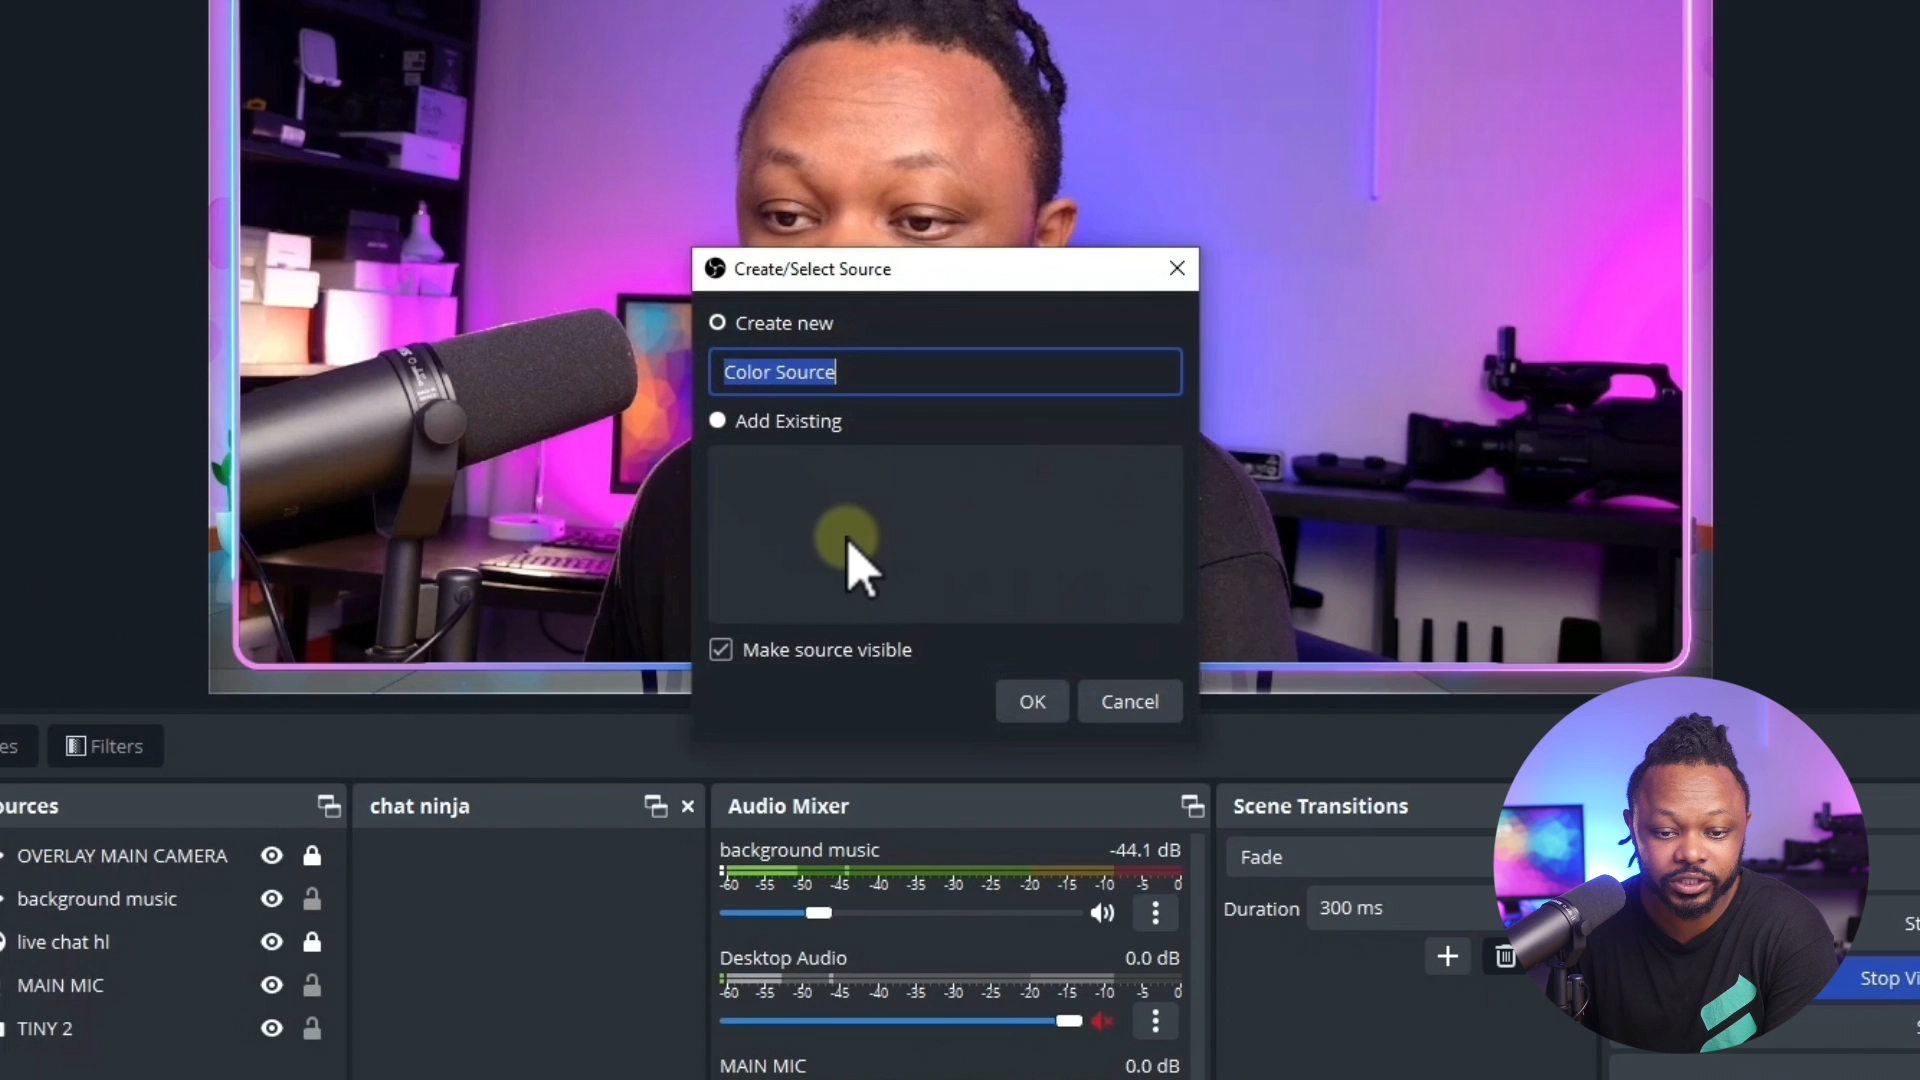 Create/Select Source
Create new
Color Source
Add Existing
Make source visible
OK
Cancel
es
Filters
ources
chat ninja
Audio Mixer
Scene Transitions
OVERLAY MAIN CAMERA
background music
live chat hl
MAIN MIC
TINY 2
background music
-44.1 dB
-60 -55 -50 -45 -40 -35 -30 -25 -20 -15 -10 -5 0
Desktop Audio
0.0 dB
-60 -55 -50 -45 -40 -35 -30 -25 -20 -15 -10 -5 0
MAIN MIC
0.0 dB
Fade
Duration
300 ms
St
Stop Vi